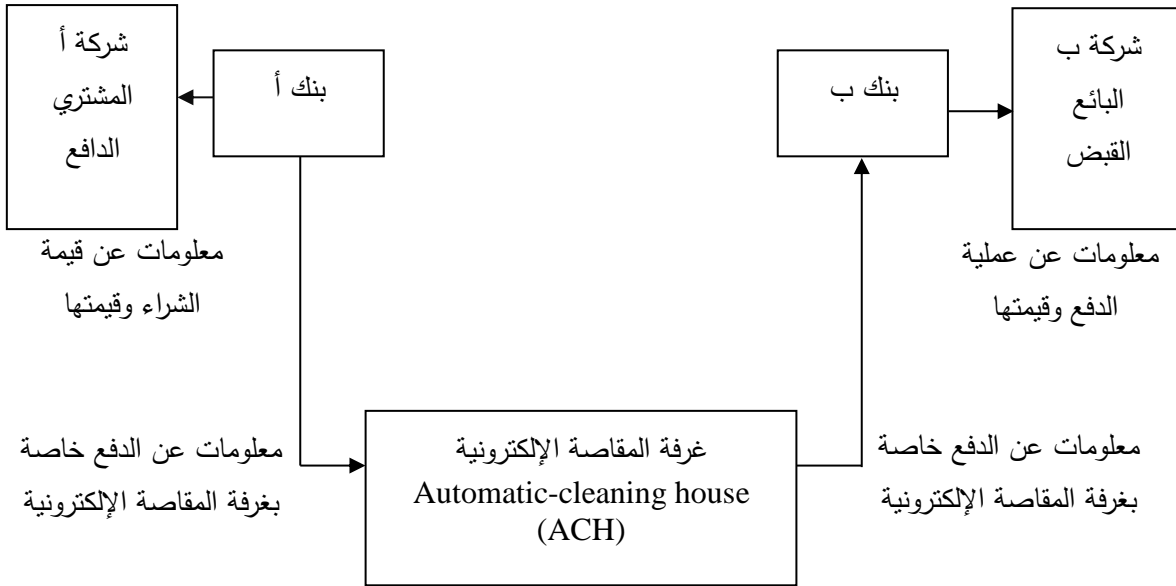 شركة أ
المشتري
الدافع
بنك أ
بنك ب
شركة ب
البائع
القبض
معلومات عن قيمة
الشراء وقيمتها
معلومات عن عملية
الدفع وقيمتها
معلومات عن الدفع خاصة
بغرفة المقاصة الإلكترونية
غرفة المقاصة الإلكترونية
Automatic-cleaning house
(ACH)
معلومات عن الدفع خاصة
بغرفة المقاصة الإلكترونية